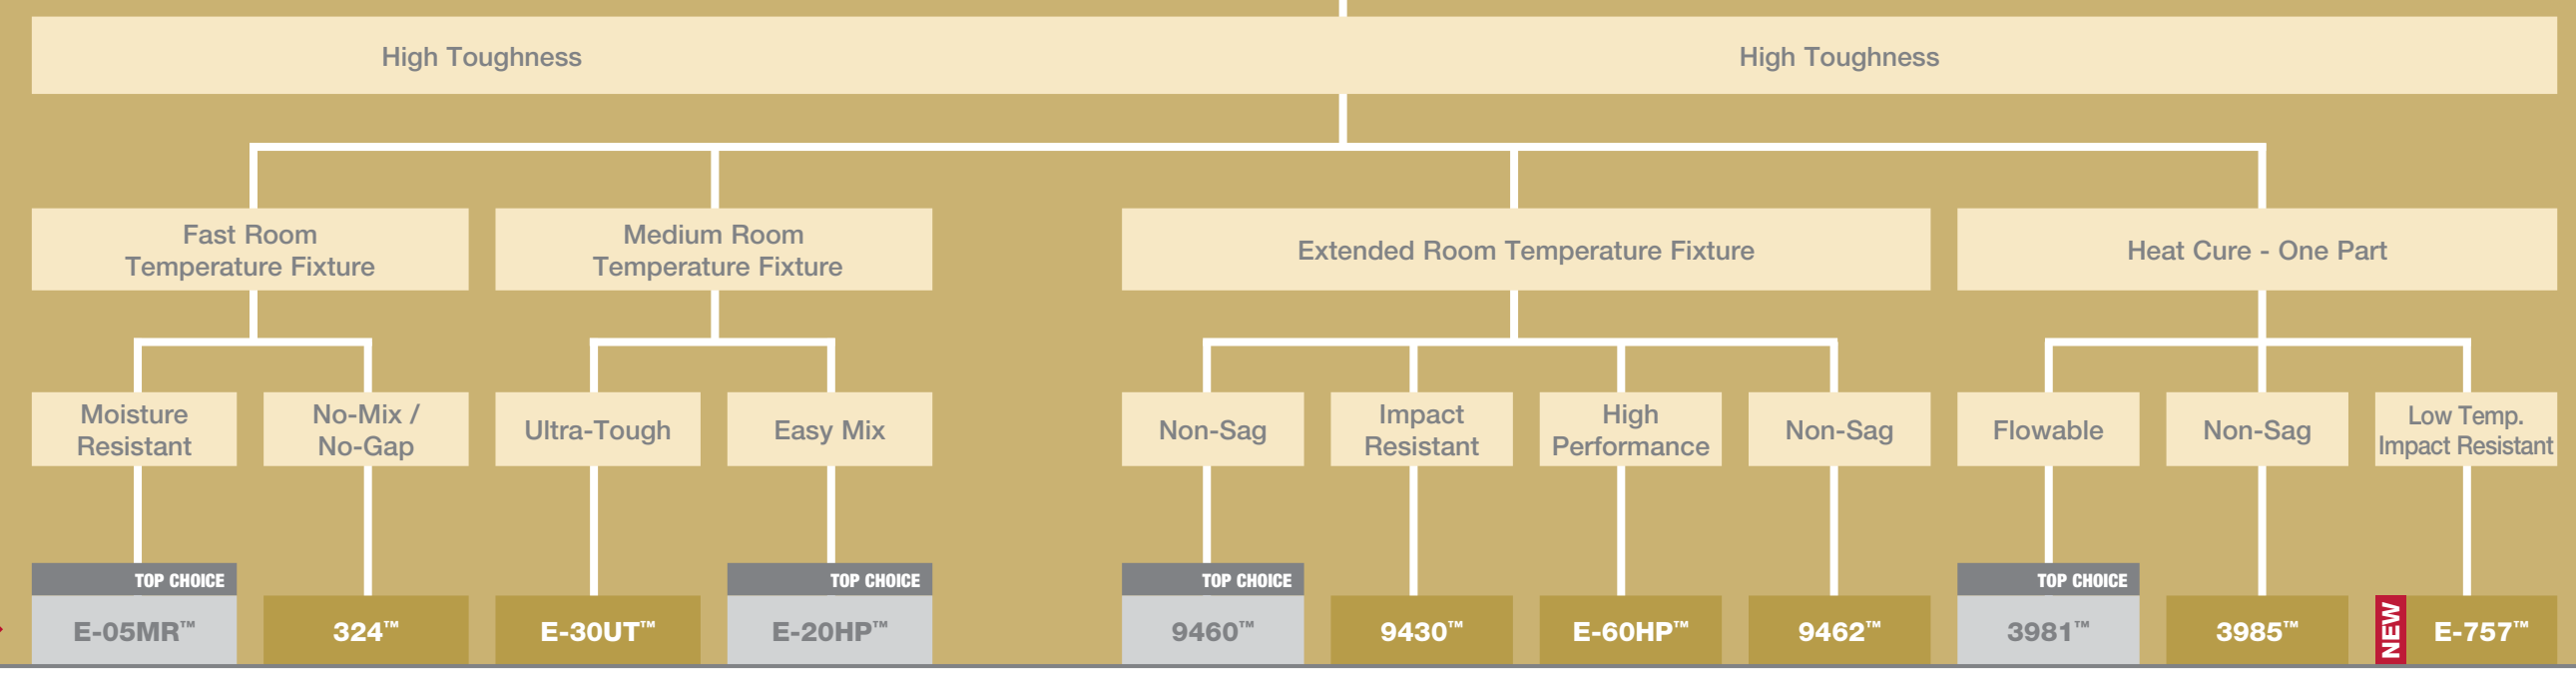 High Toughness
High Toughness
Fast Room
Temperature Fixture
Medium Room
Temperature Fixture
Extended Room Temperature Fixture
Heat Cure - One Part
Moisture
Resistant
No-Mix /
No-Gap
Ultra-Tough
Easy Mix
Non-Sag
Impact
Resistant
High
Performance
Non-Sag
Flowable
Non-Sag
Low Temp.
Impact Resistant
TOP CHOICE
E-05MR™
324™
E-30UT™
TOP CHOICE
E-20HP™
TOP CHOICE
9460™
9430™
E-60HP™
9462™
TOP CHOICE
3981™
3985™
NEW
E-757™